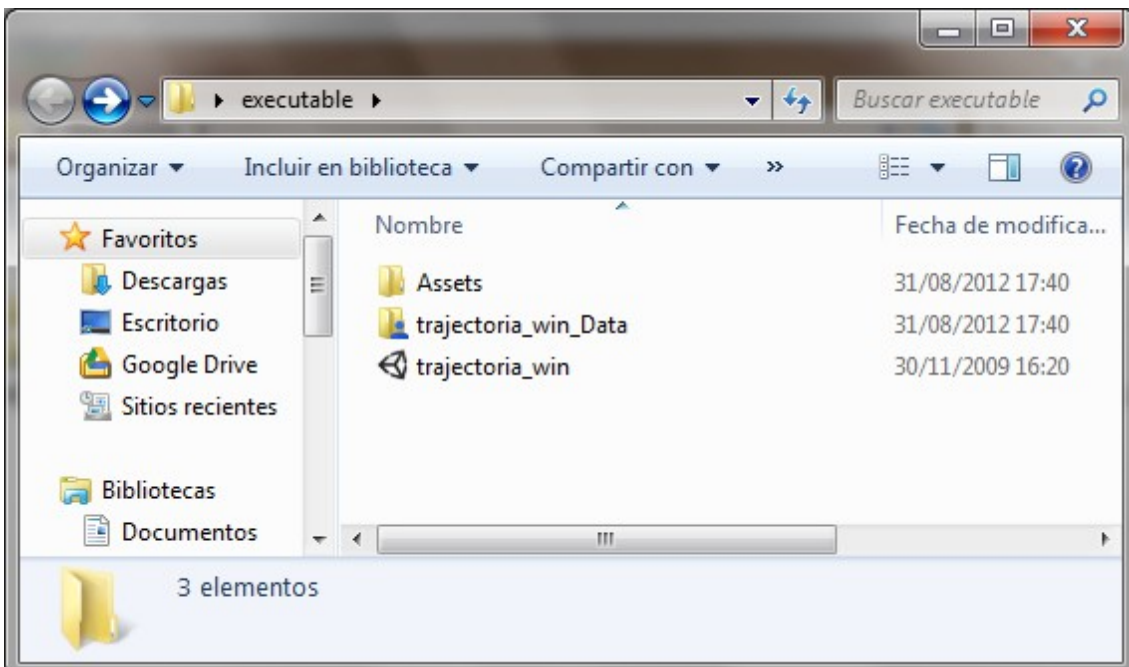 executable
Buscar executable
Organizar Incluir en biblioteca Compartir con »
Favoritos
Descargas
Escritorio
Google Drive
Sitios recientes
Bibliotecas
Documentos
Nombre Fecha de modifica...
Assets 31/08/2012 17:40
trajectoria_win_Data 31/08/2012 17:40
trajectoria_win 30/11/2009 16:20
3 elementos